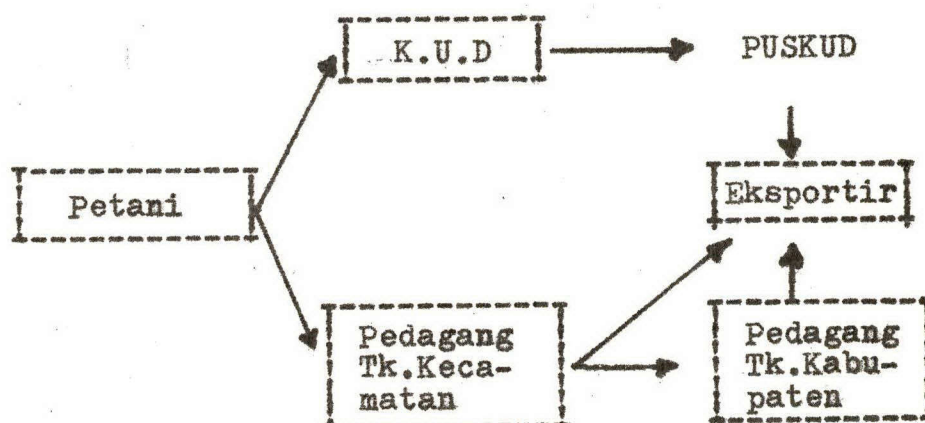 K.U.D
PUSKUD
Petani
Eksportir
Pedagang
Tk.Keca-
matan
Pedagang
Tk.Kabu-
paten